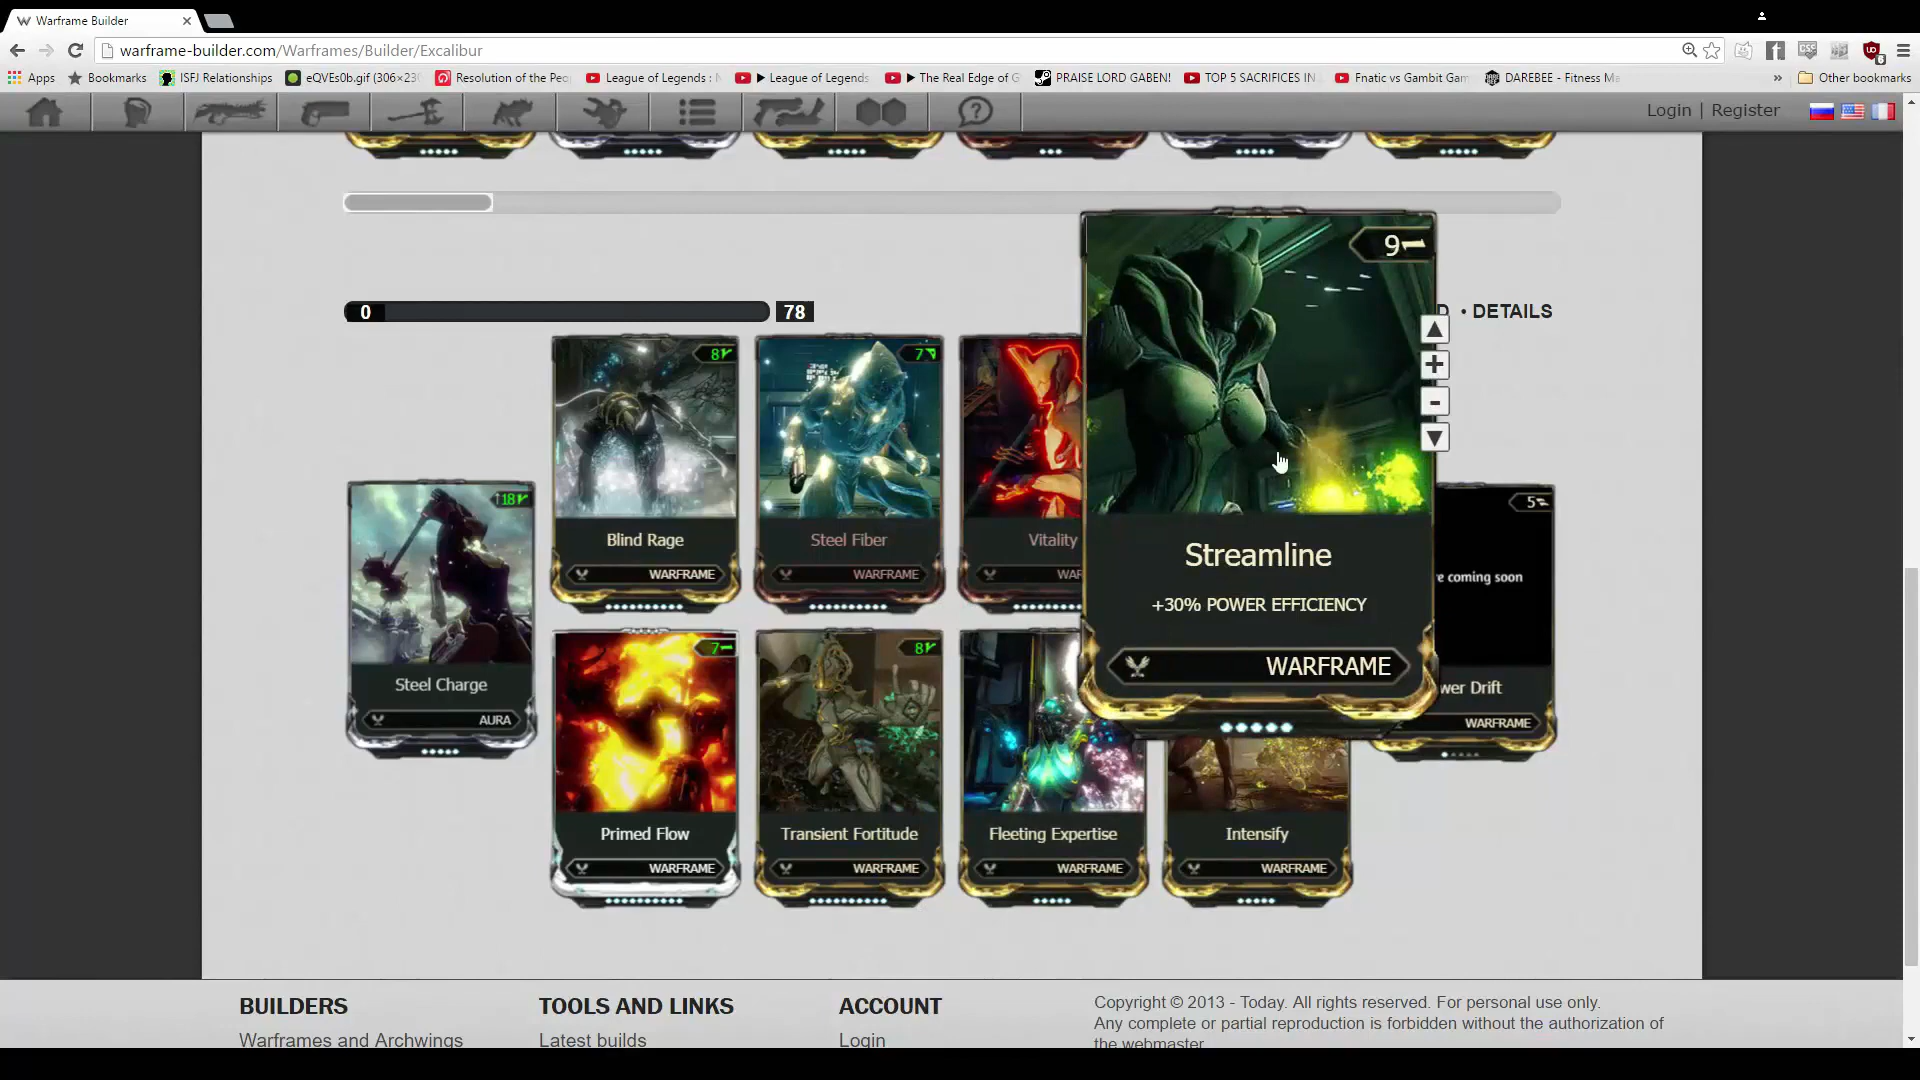 Warframe Builder
warframe-builder.com/Warframes/Builder/Excalibur
Apps Bookmarks ISFJ Relationships eQVEs0b.gif (306×23 Resolution of the Peo League of Legends : N ▶ League of Legends ▶ The Real Edge of G PRAISE LORD GABEN! TOP 5 SACRIFICES IN Fnatic vs Gambit Gam DAREBEE - Fitness Ma » Other bookmarks
Login | Register
9
0 78 D • DETAILS
8 7
18 5
Blind Rage Steel Fiber Vitality Streamline
re coming soon
WARFRAME WARFRAME WAR +30% POWER EFFICIENCY
7 8 WARFRAME
Steel Charge wer Drift
AURA WARFRAME
Primed Flow Transient Fortitude Fleeting Expertise Intensify
WARFRAME WARFRAME WARFRAME WARFRAME
BUILDERS TOOLS AND LINKS ACCOUNT Copyright © 2013 - Today. All rights reserved. For personal use only.
Any complete or partial reproduction is forbidden without the authorization of
Warframes and Archwings Latest builds Login the webmaster.